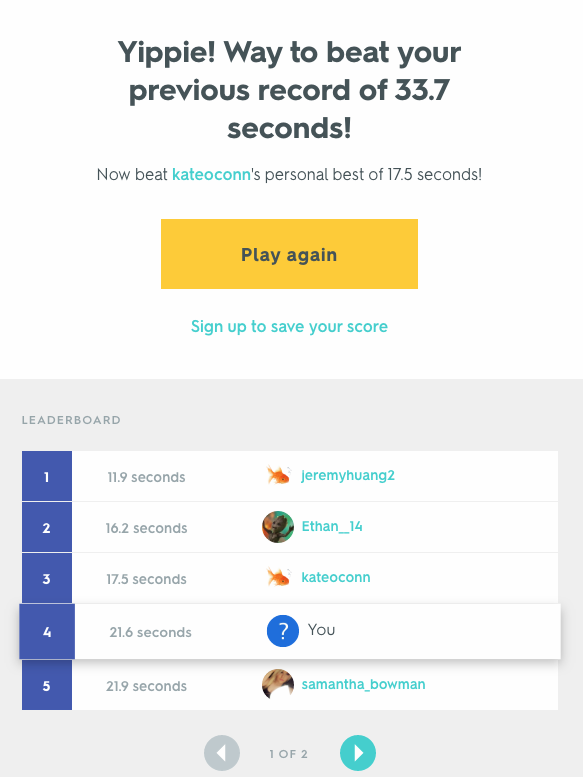 Yippie! Way to beat your
previous record of 33.7
seconds!
Now beat kateoconn's personal best of 17.5 seconds!
Play again
Sign up to save your score
LEADERBOARD
1 11.9 seconds jeremyhuang2
2 16.2 seconds Ethan__14
3 17.5 seconds kateoconn
4 21.6 seconds ? You
5 21.9 seconds samantha_bowman
1 OF 2